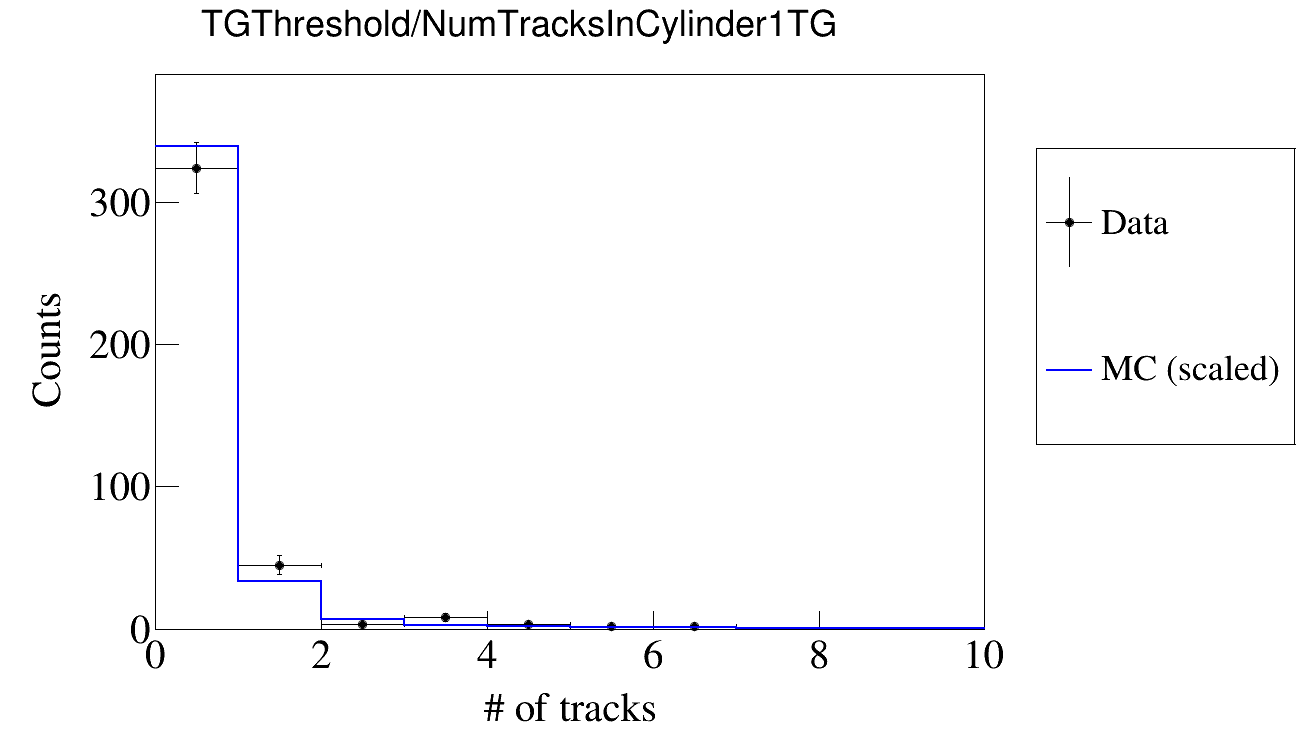 TGThreshold/NumTracksInCylinder1TG
Counts
300
200
100
0
0 2 4 6 8 10
# of tracks
Data
MC (scaled)